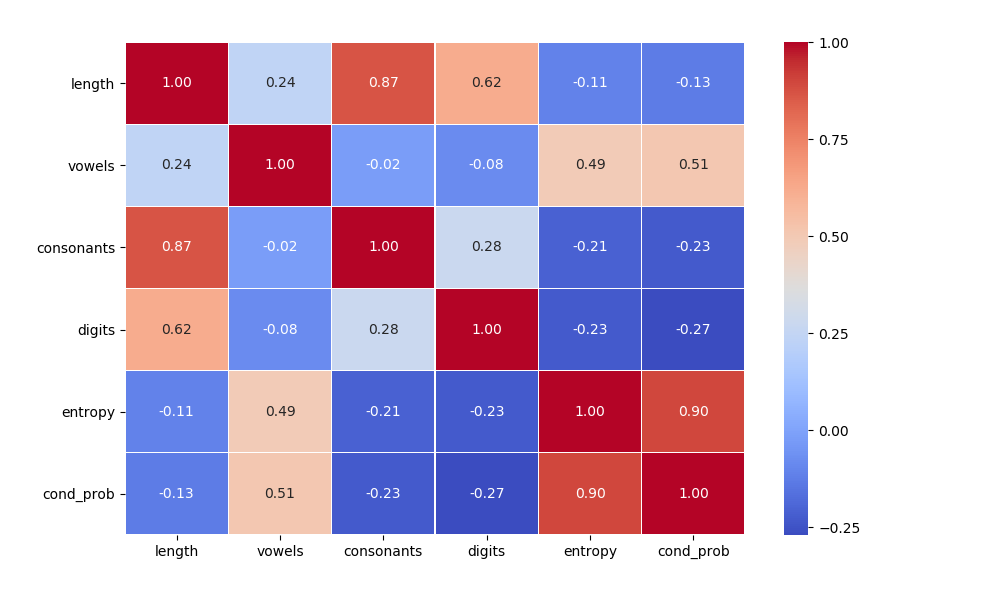 length 1.00 0.24 0.87 0.62 -0.11 -0.13
vowels 0.24 1.00 -0.02 -0.08 0.49 0.51
consonants 0.87 -0.02 1.00 0.28 -0.21 -0.23
digits 0.62 -0.08 0.28 1.00 -0.23 -0.27
entropy -0.11 0.49 -0.21 -0.23 1.00 0.90
cond_prob -0.13 0.51 -0.23 -0.27 0.90 1.00
length vowels consonants digits entropy cond_prob
1.00
0.75
0.50
0.25
0.00
−0.25